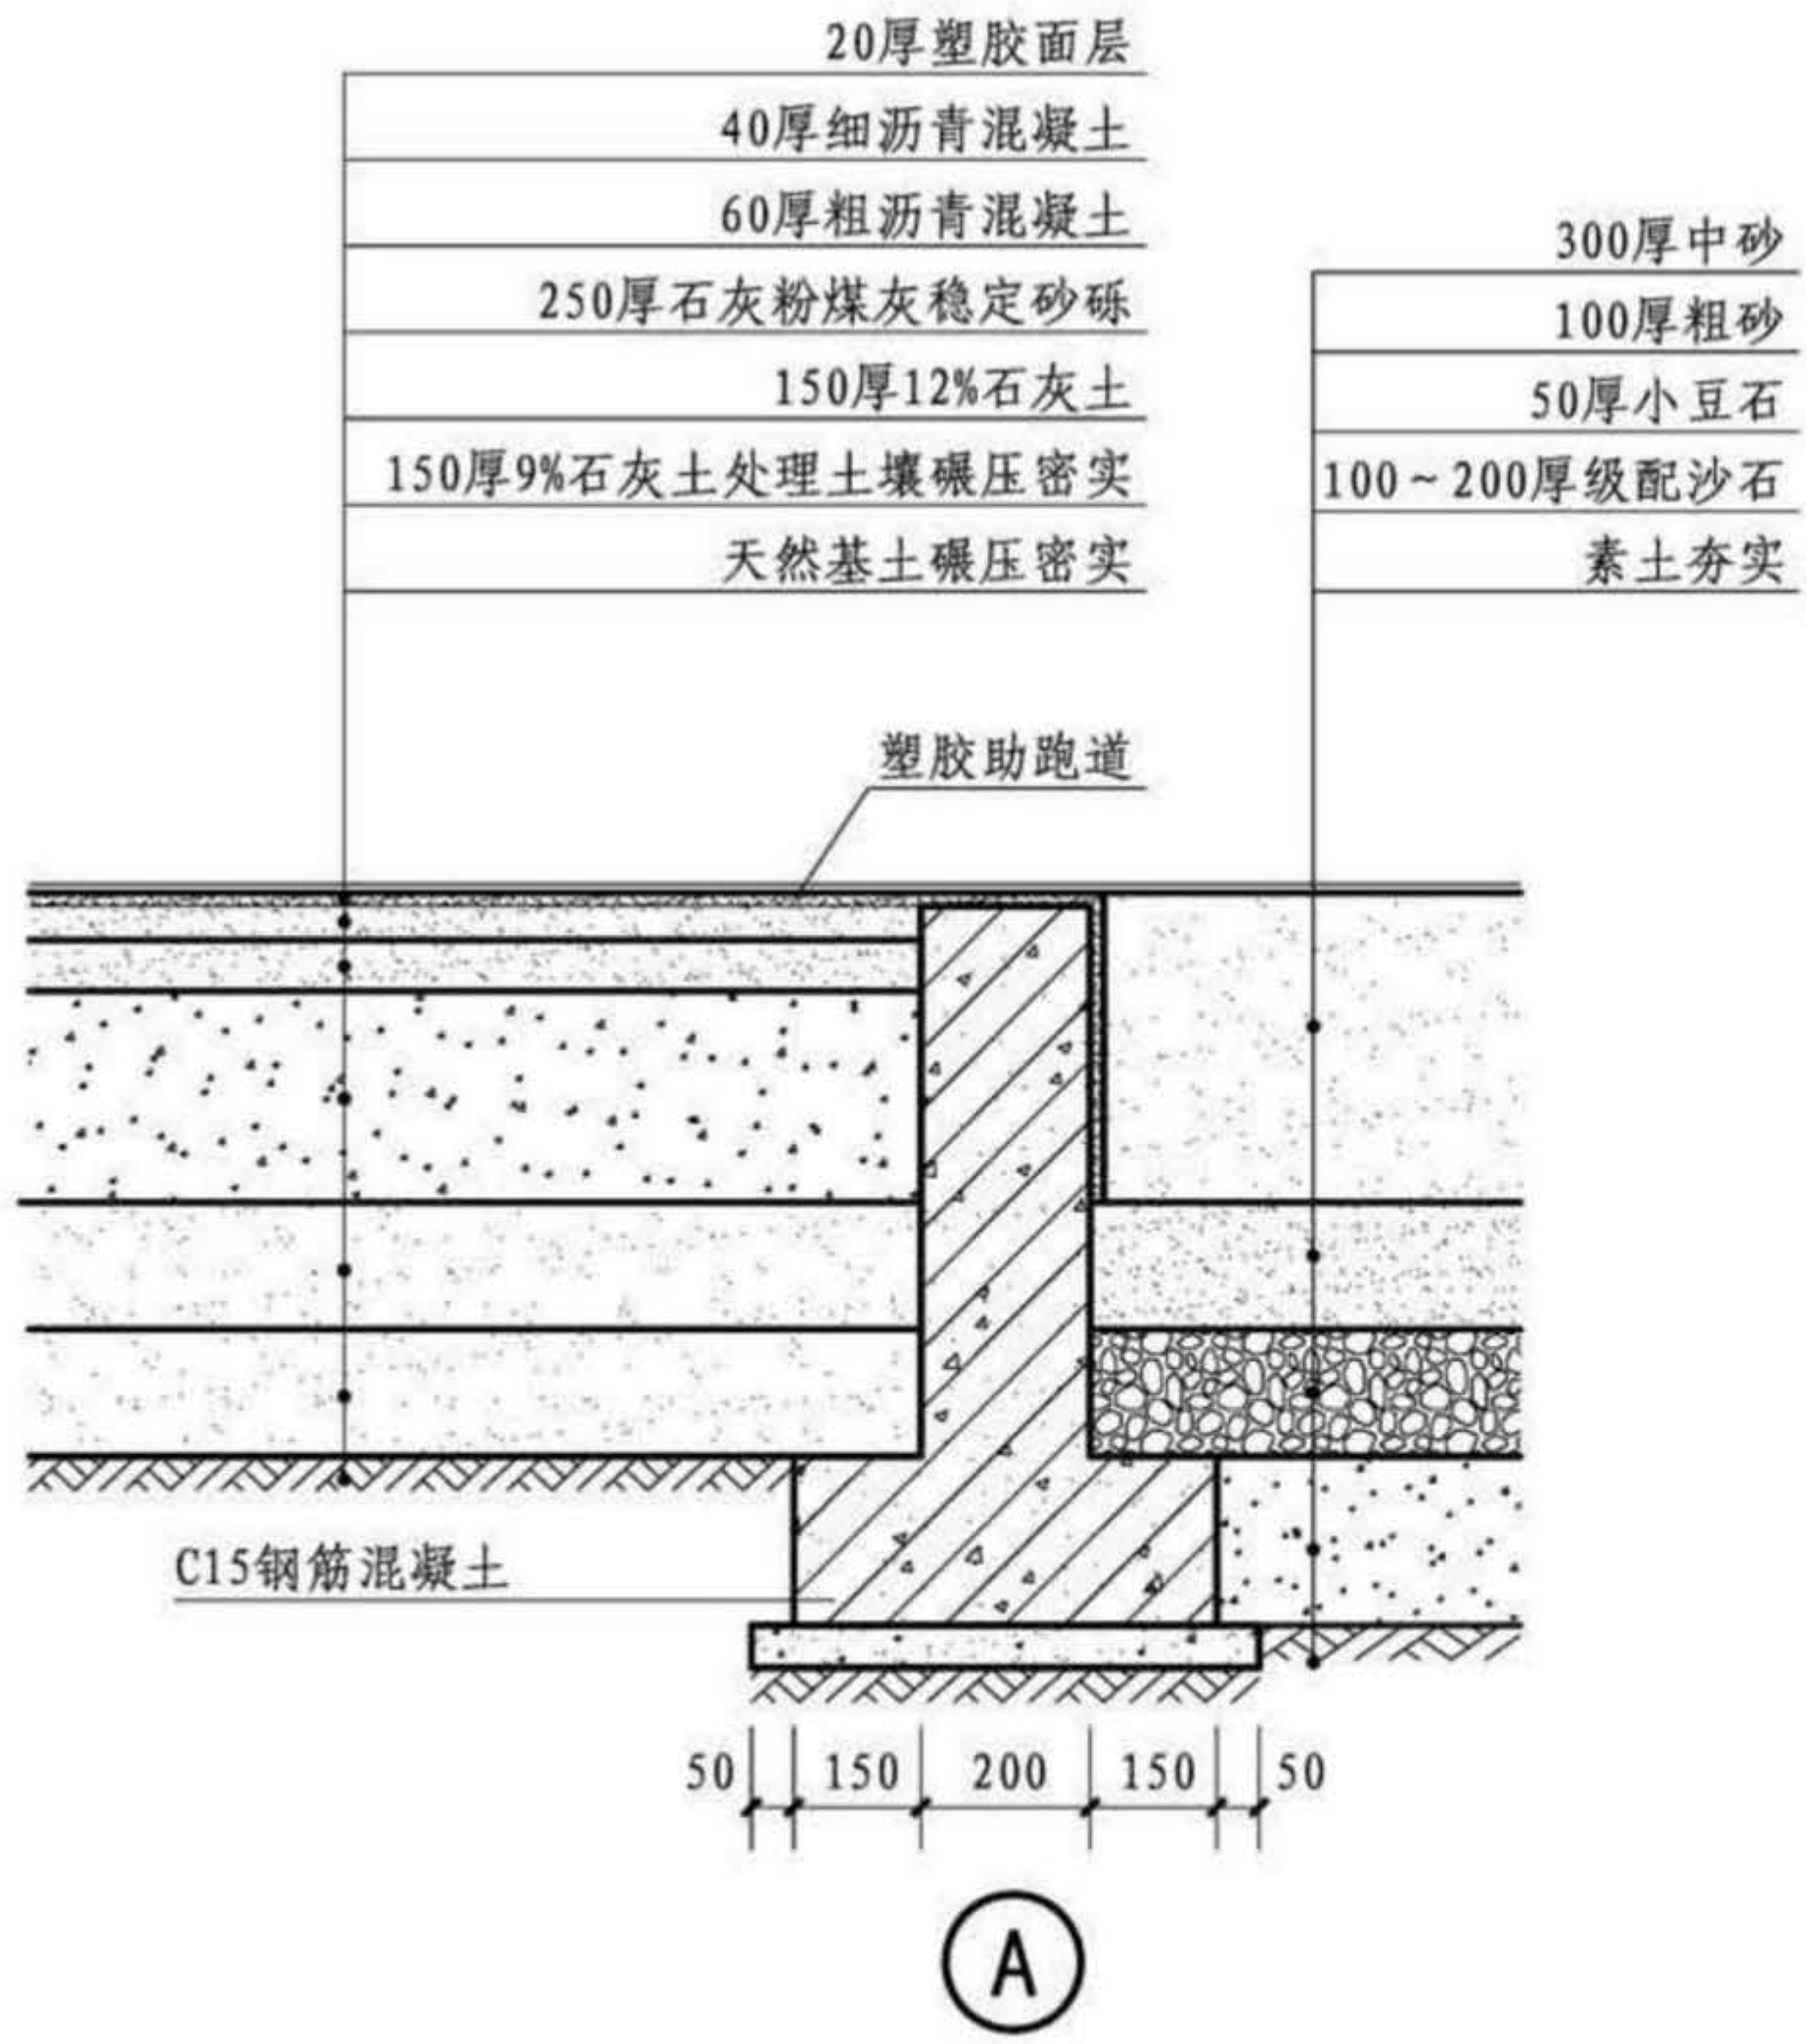 20厚塑胶面层
40厚细沥青混凝土
60厚粗沥青混凝土
250厚石灰粉煤灰稳定砂砾
150厚12%石灰土
150厚9%石灰土处理土壤碾压密实
天然基土碾压密实
300厚中砂
100厚粗砂
50厚小豆石
100~200厚级配沙石
素土夯实
塑胶助跑道
C15钢筋混凝土
50 150 200 150 50
A